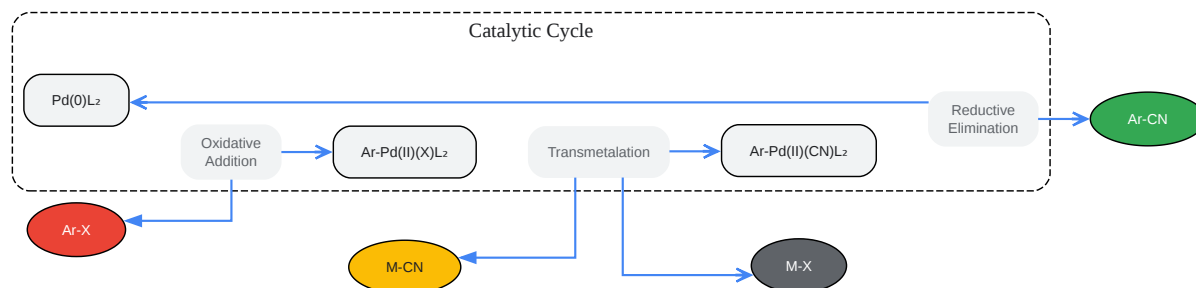 Catalytic Cycle
Pd(0)L₂
Oxidative
Addition
Ar-Pd(II)(X)L₂
Transmetalation
Ar-Pd(II)(CN)L₂
Reductive
Elimination
Ar-CN
Ar-X
M-CN
M-X